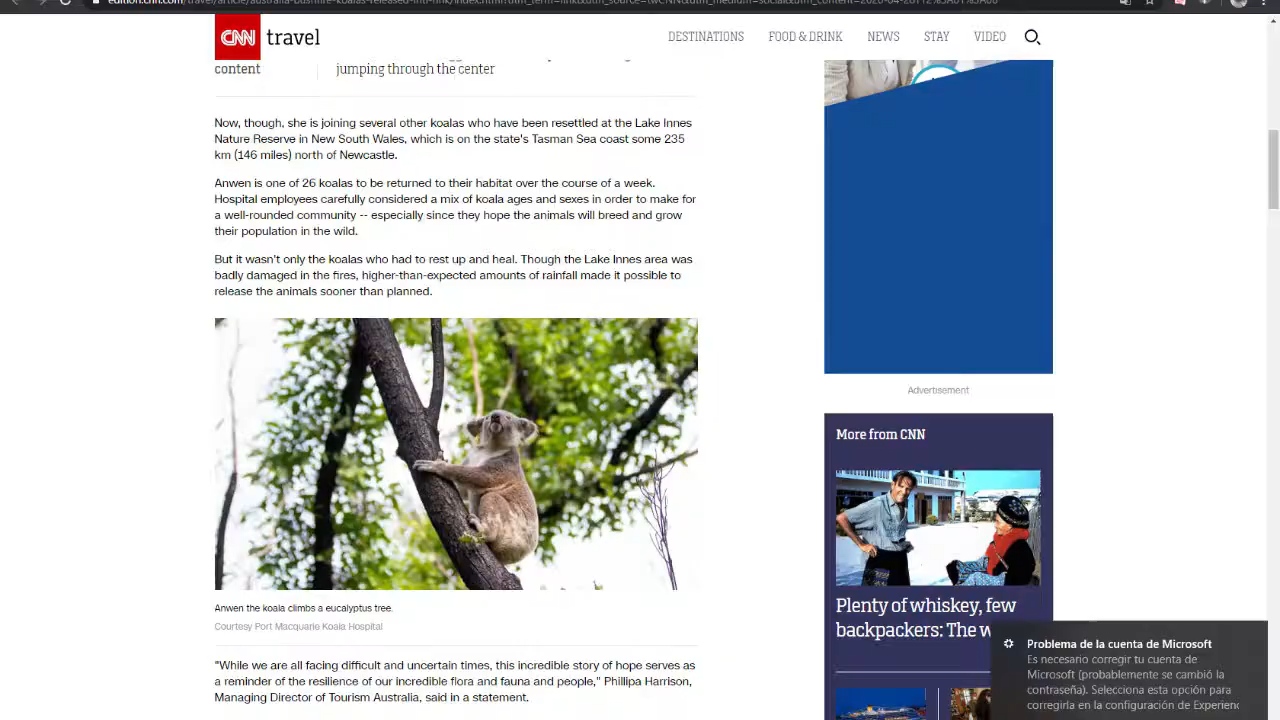 CNN travel
DESTINATIONS FOOD & DRINK NEWS STAY VIDEO
content
jumping through the center
Now, though, she is joining several other koalas who have been resettled at the Lake Innes
Nature Reserve in New South Wales, which is on the state's Tasman Sea coast some 235
km (146 miles) north of Newcastle.
Anwen is one of 26 koalas to be returned to their habitat over the course of a week.
Hospital employees carefully considered a mix of koala ages and sexes in order to make for
a well-rounded community -- especially since they hope the animals will breed and grow
their population in the wild.
But it wasn't only the koalas who had to rest up and heal. Though the Lake Innes area was
badly damaged in the fires, higher-than-expected amounts of rainfall made it possible to
release the animals sooner than planned.
Anwen the koala climbs a eucalyptus tree.
Courtesy Port Macquarie Koala Hospital
"While we are all facing difficult and uncertain times, this incredible story of hope serves as
a reminder of the resilience of our incredible flora and fauna and people," Phillipa Harrison,
Managing Director of Tourism Australia, said in a statement.
Advertisement
More from CNN
Plenty of whiskey, few
backpackers: The w
Problema de la cuenta de Microsoft
Es necesario corregir tu cuenta de
Microsoft (probablemente se cambió la
contraseña). Selecciona esta opción para
corregirla en la configuración de Experienc